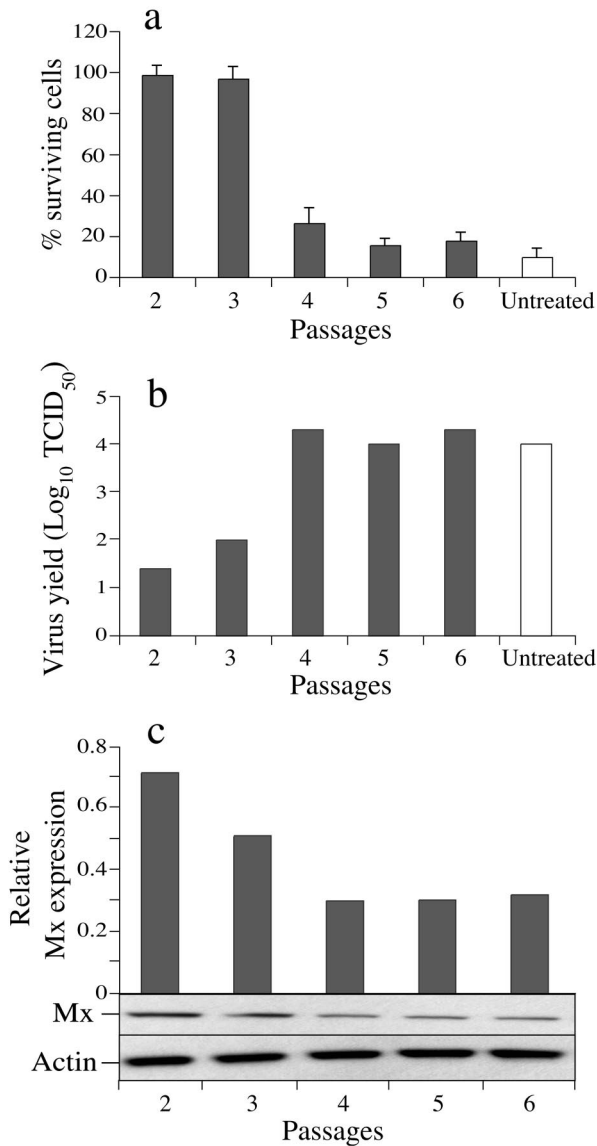 a
% surviving cells
120
100
80
60
40
20
0
2 3 4 5 6 Untreated
Passages
b
Virus yield (Log10 TCID50)
5
4
3
2
1
0
2 3 4 5 6 Untreated
Passages
c
Relative
Mx expression
0.8
0.6
0.4
0.2
0
Mx
Actin
2 3 4 5 6
Passages